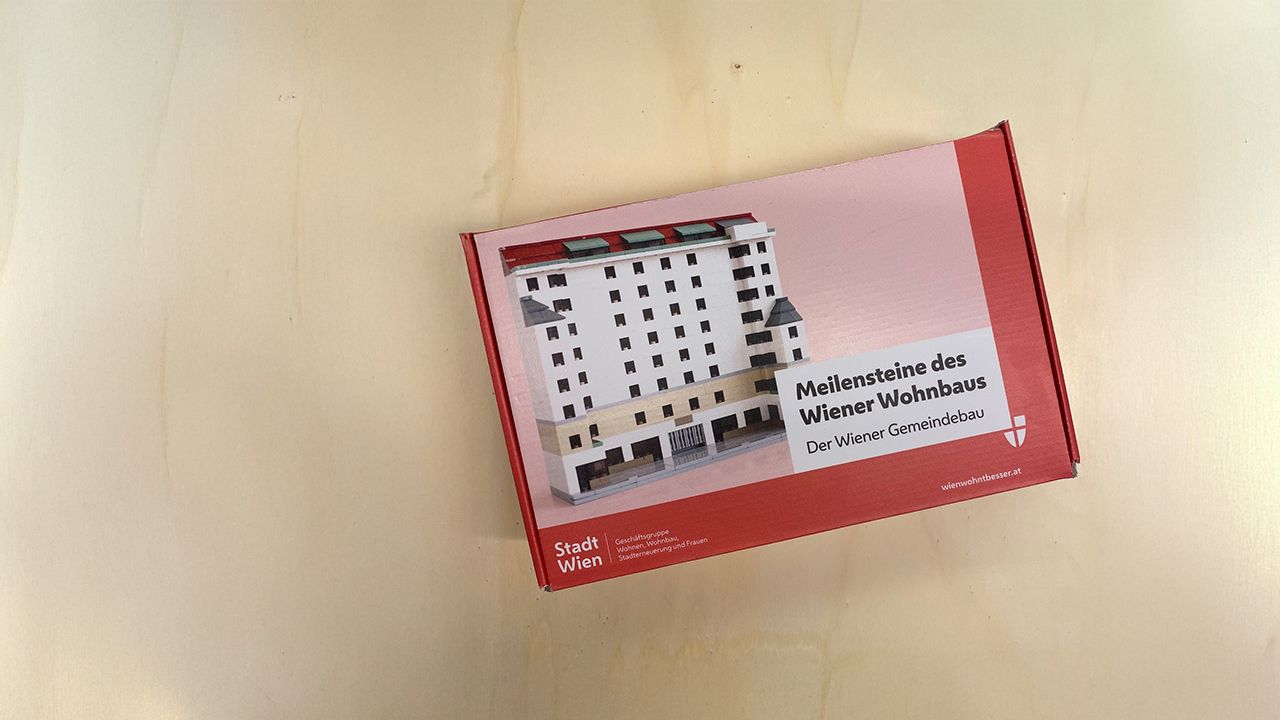 Meilensteine des
Wiener Wohnbaus
Der Wiener Gemeindebau
wienwohntbesser.at
Stadt
Wien
Geschäftsgruppe
Wohnen, Wohnbau,
Stadterneuerung und Frauen